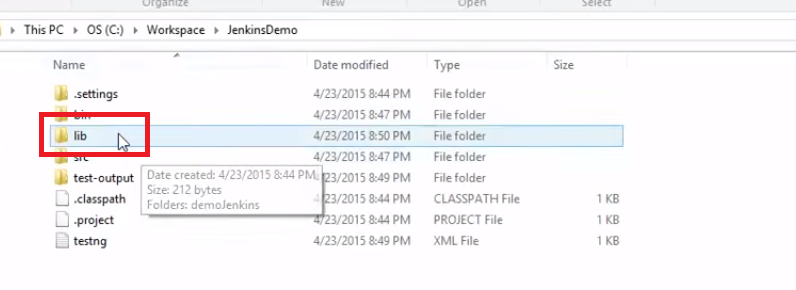 Organize New Open Select
This PC OS (C:) Workspace JenkinsDemo
Name Date modified Type Size
.settings 4/23/2015 8:44 PM File folder
bin 4/23/2015 8:47 PM File folder
lib 4/23/2015 8:50 PM File folder
src 4/23/2015 8:47 PM File folder
test-output 4/23/2015 8:49 PM File folder
.classpath 4/23/2015 8:44 PM CLASSPATH File 1 KB
.project 4/23/2015 8:44 PM PROJECT File 1 KB
testng 4/23/2015 8:49 PM XML File 1 KB
Date created: 4/23/2015 8:44 PM
Size: 212 bytes
Folders: demoJenkins